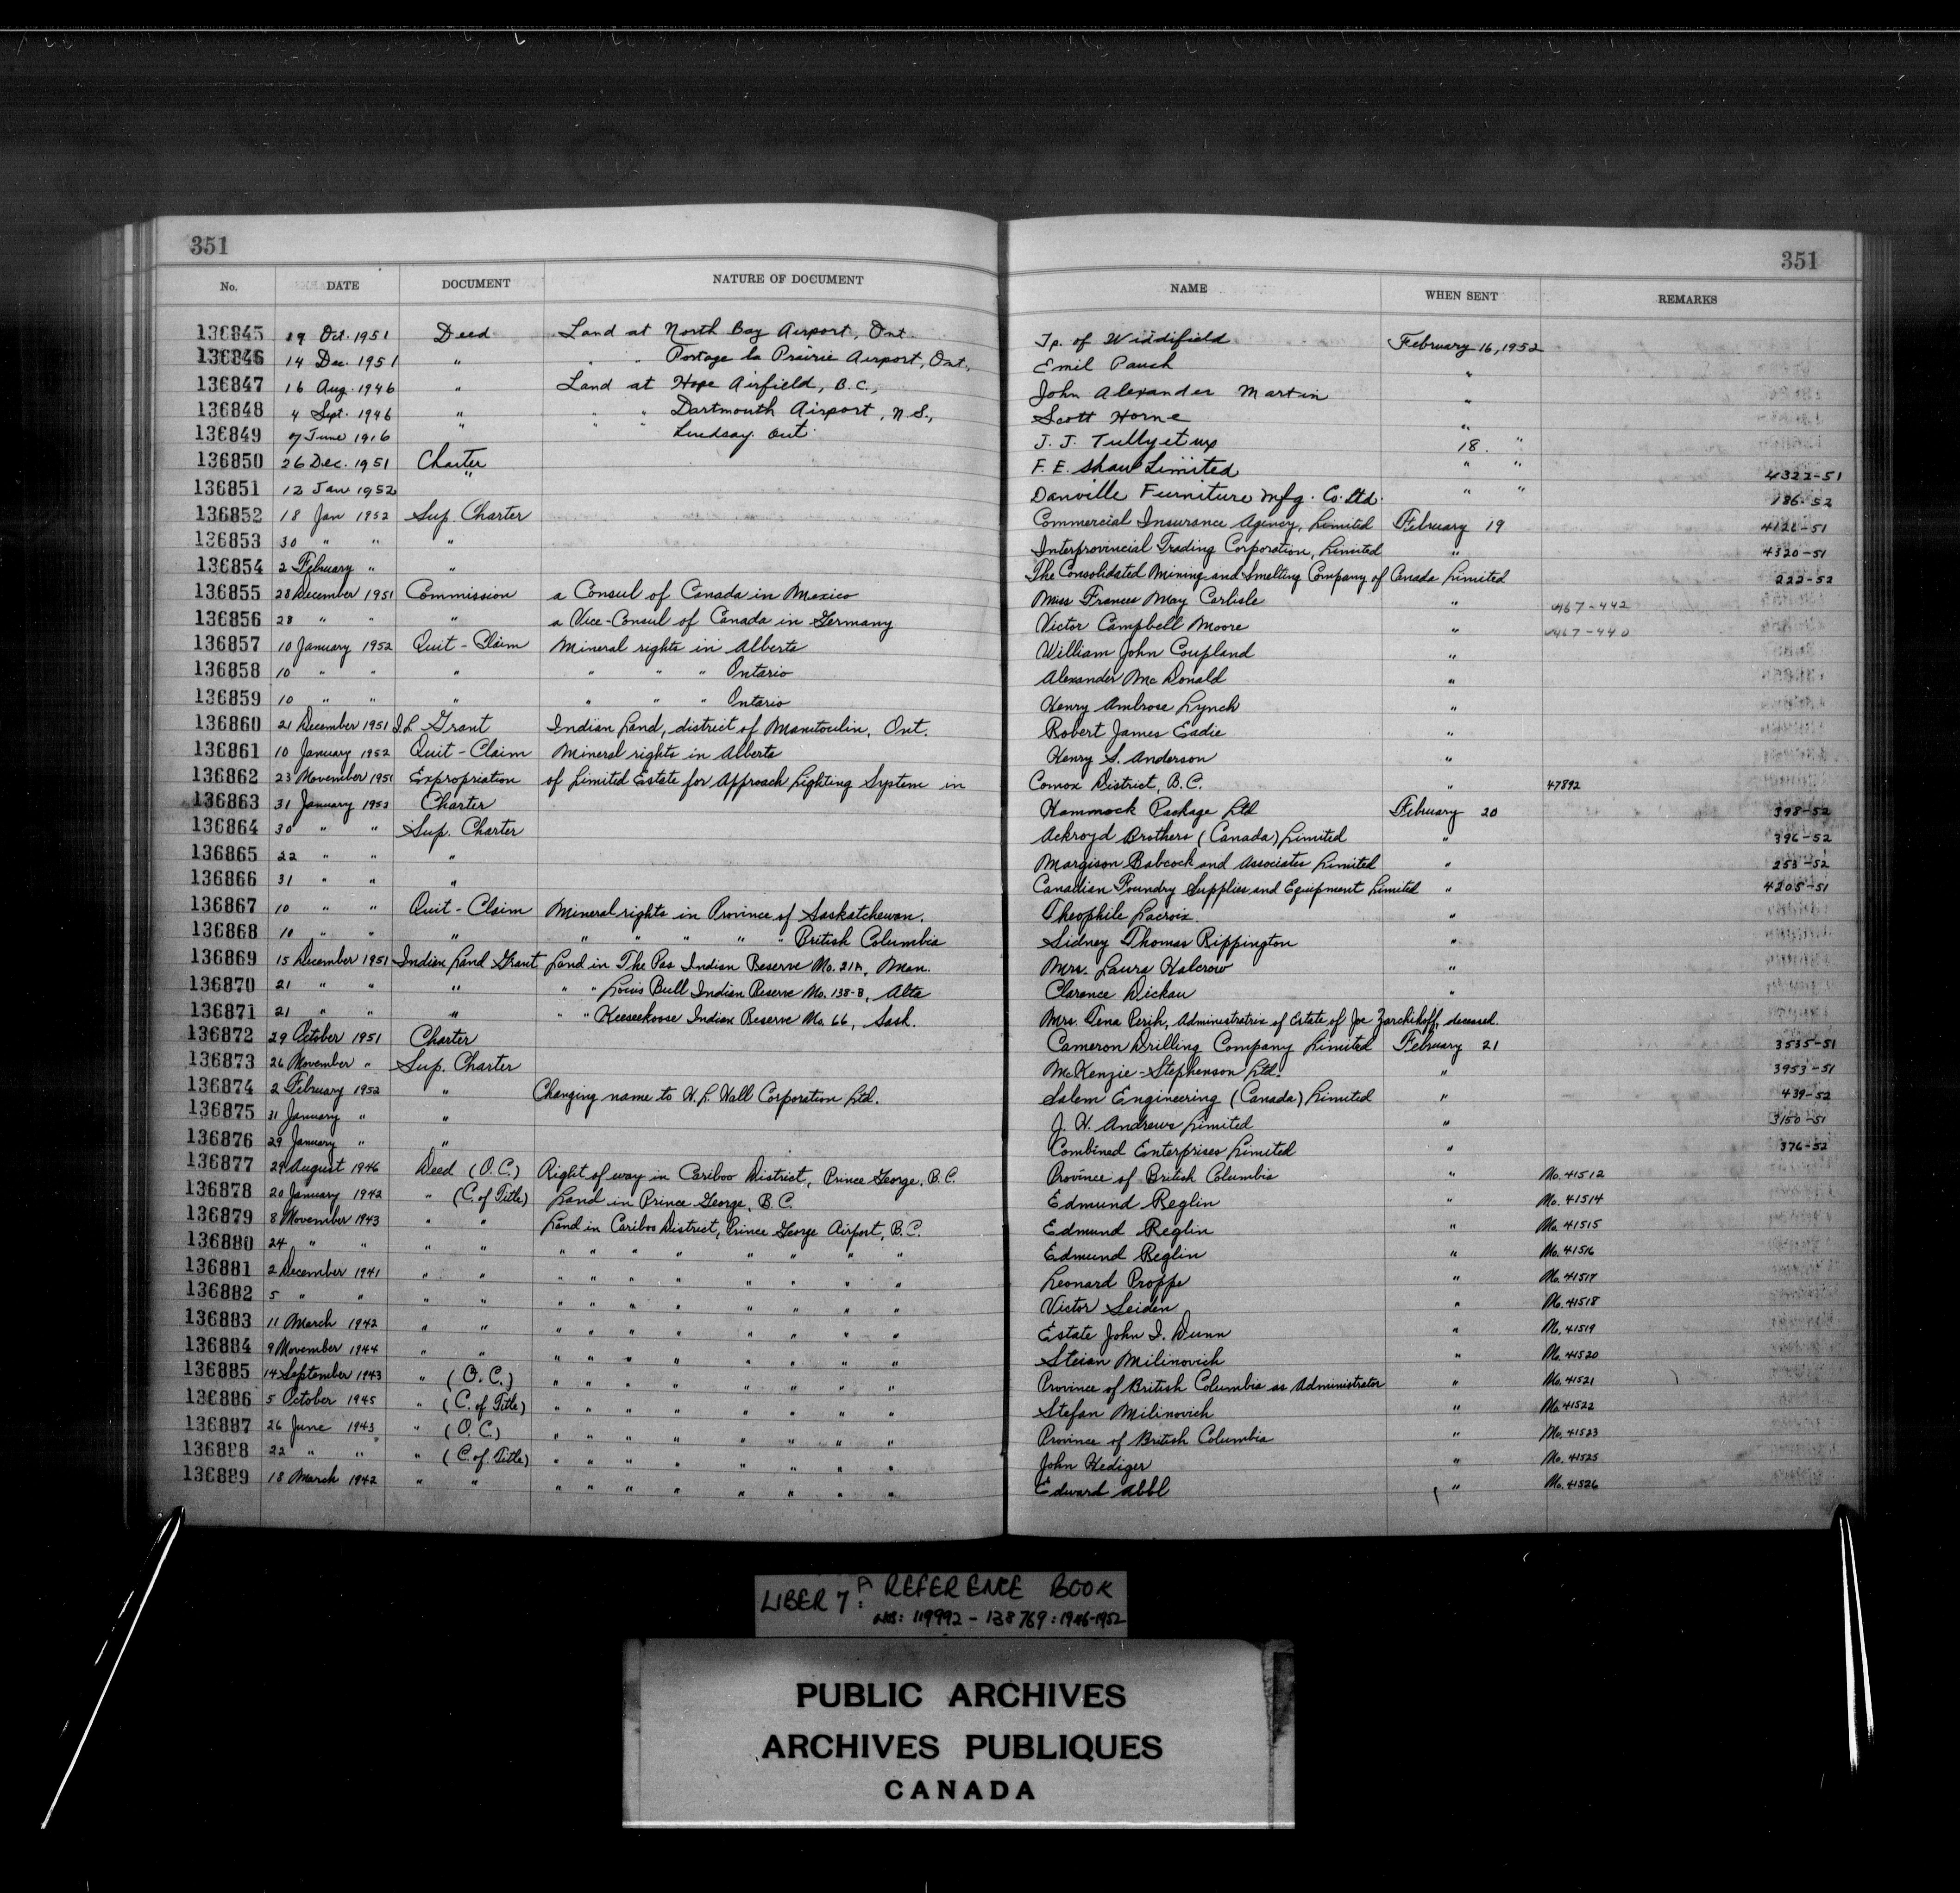 351 351
No. DATE DOCUMENT NATURE OF DOCUMENT NAME WHEN SENT REMARKS
136845 29 Oct. 1951 Deed Land at North Bay Airport, Ont. Tp. of Widdifield February 16, 1952
136846 14 Dec. 1951 " " " Portage la Prairie Airport, Ont. Emil Pauch "
136847 16 Aug. 1946 " Land at Hope Airfield, B.C., John Alexander Martin "
136848 4 Sept. 1946 " " " Dartmouth Airport, N.S., Scott Horne "
136849 7 June 1916 " " " Lindsay Ont. J. J. Tully et ux 18 "
136850 26 Dec. 1951 Charter F. E. Shaw Limited " " 4322-51
136851 12 Jan 1952 " Danville Furniture Mfg. Co. Ltd. " " 186-52
136852 18 Jan 1952 Sup. Charter Commercial Insurance Agency, Limited February 19 -51
136853 30 " " " Interprovincial Trading Corporation, Limited " 4320-51
136854 2 February " " The Consolidated Mining and Smelting Company of Canada Limited 222-52
136855 28 December 1951 Commission a Consul of Canada in Mexico Miss Frances May Carlisle " 467-442
136856 28 " " " a Vice-Consul of Canada in Germany Victor Campbell Moore " 467-440
136857 10 January 1952 Quit-Claim Mineral rights in Alberta William John Coupland "
136858 10 " " " " " " Ontario Alexander McDonald "
136859 10 " " " " " " Ontario Henry Ambrose Lynch "
136860 21 December 1951 I.L. Grant Indian Land, district of Manitoulin, Ont. Robert James Eadie "
136861 10 January 1952 Quit-Claim Mineral rights in Alberta Henry S. Anderson "
136862 23 November 1951 Expropriation of Limited Estate for Approach Lighting System in Comox District, B.C. " 47892
136863 31 January 1952 Charter Hammock Package Ltd February 20 398-52
136864 30 " " Sup. Charter Ackroyd Brothers (Canada) Limited " 396-52
136865 22 " " " Margison Babcock and Associates Limited " 253-52
136866 31 " " " Canadian Foundry Supplies and Equipment Limited " 4205-51
136867 10 " " Quit-Claim Mineral rights in Province of Saskatchewan. Theophile Lacroix "
136868 10 " " " " " " " " British Columbia Sidney Thomas Rippington "
136869 15 December 1951 Indian Land Grant Land in The Pas Indian Reserve No. 21A, Man. Mrs. Laura Halcrow "
136870 21 " " " " " Louis Bull Indian Reserve No. 138-B, Alta Clarence Dickau "
136871 21 " " " " " Keeseekoose Indian Reserve No. 66, Sask. Mrs. Tena Perih, Administratrix of Estate of Joe Zarchikoff, deceased.
136872 29 October 1951 Charter Cameron Drilling Company Limited February 21 3535-51
136873 26 November " Sup. Charter McKenzie-Stephenson Ltd. " 3953-51
136874 2 February 1952 " Changing name to H. L. Hall Corporation Ltd. Salem Engineering (Canada) Limited " 439-52
136875 31 January " " J. H. Andrews Limited " 3150-51
136876 29 January " " Combined Enterprises Limited " 376-52
136877 29 August 1946 Deed (O.C.) Right of way in Cariboo District, Prince George, B.C. Province of British Columbia " No. 41512
136878 20 January 1942 " (C. of Title) Land in Prince George, B.C. Edmund Reglin " No. 41514
136879 8 November 1943 " " Land in Cariboo District, Prince George Airport, B.C. Edmund Reglin " No. 41515
136880 24 " " " " " " " " " " " " Edmund Reglin " No. 41516
136881 2 December 1941 " " " " " " " " " " Leonard Proppe " No. 41517
136882 5 " " " " " " " " " " " " Victor Seiden " No. 41518
136883 11 March 1942 " " " " " " " " " " Estate John I. Dunn " No. 41519
136884 9 November 1944 " " " " " " " " " " Steian Milinovich " No. 41520
136885 14 September 1943 " (O.C.) " " " " " " " " Province of British Columbia as Administrator " No. 41521
136886 5 October 1945 " (C. of Title) " " " " " " " " Stefan Milinovich " No. 41522
136887 26 June 1943 " (O.C.) " " " " " " " " Province of British Columbia " No. 41523
136888 22 " " " (C. of Title) " " " " " " " " John Hediger " No. 41525
136889 18 March 1942 " " " " " " " " " " Edward Abbl " No. 41526
LIBER 7A: REFERENCE BOOK
NOS: 119992 - 138769: 1946-1952
PUBLIC ARCHIVES
ARCHIVES PUBLIQUES
CANADA